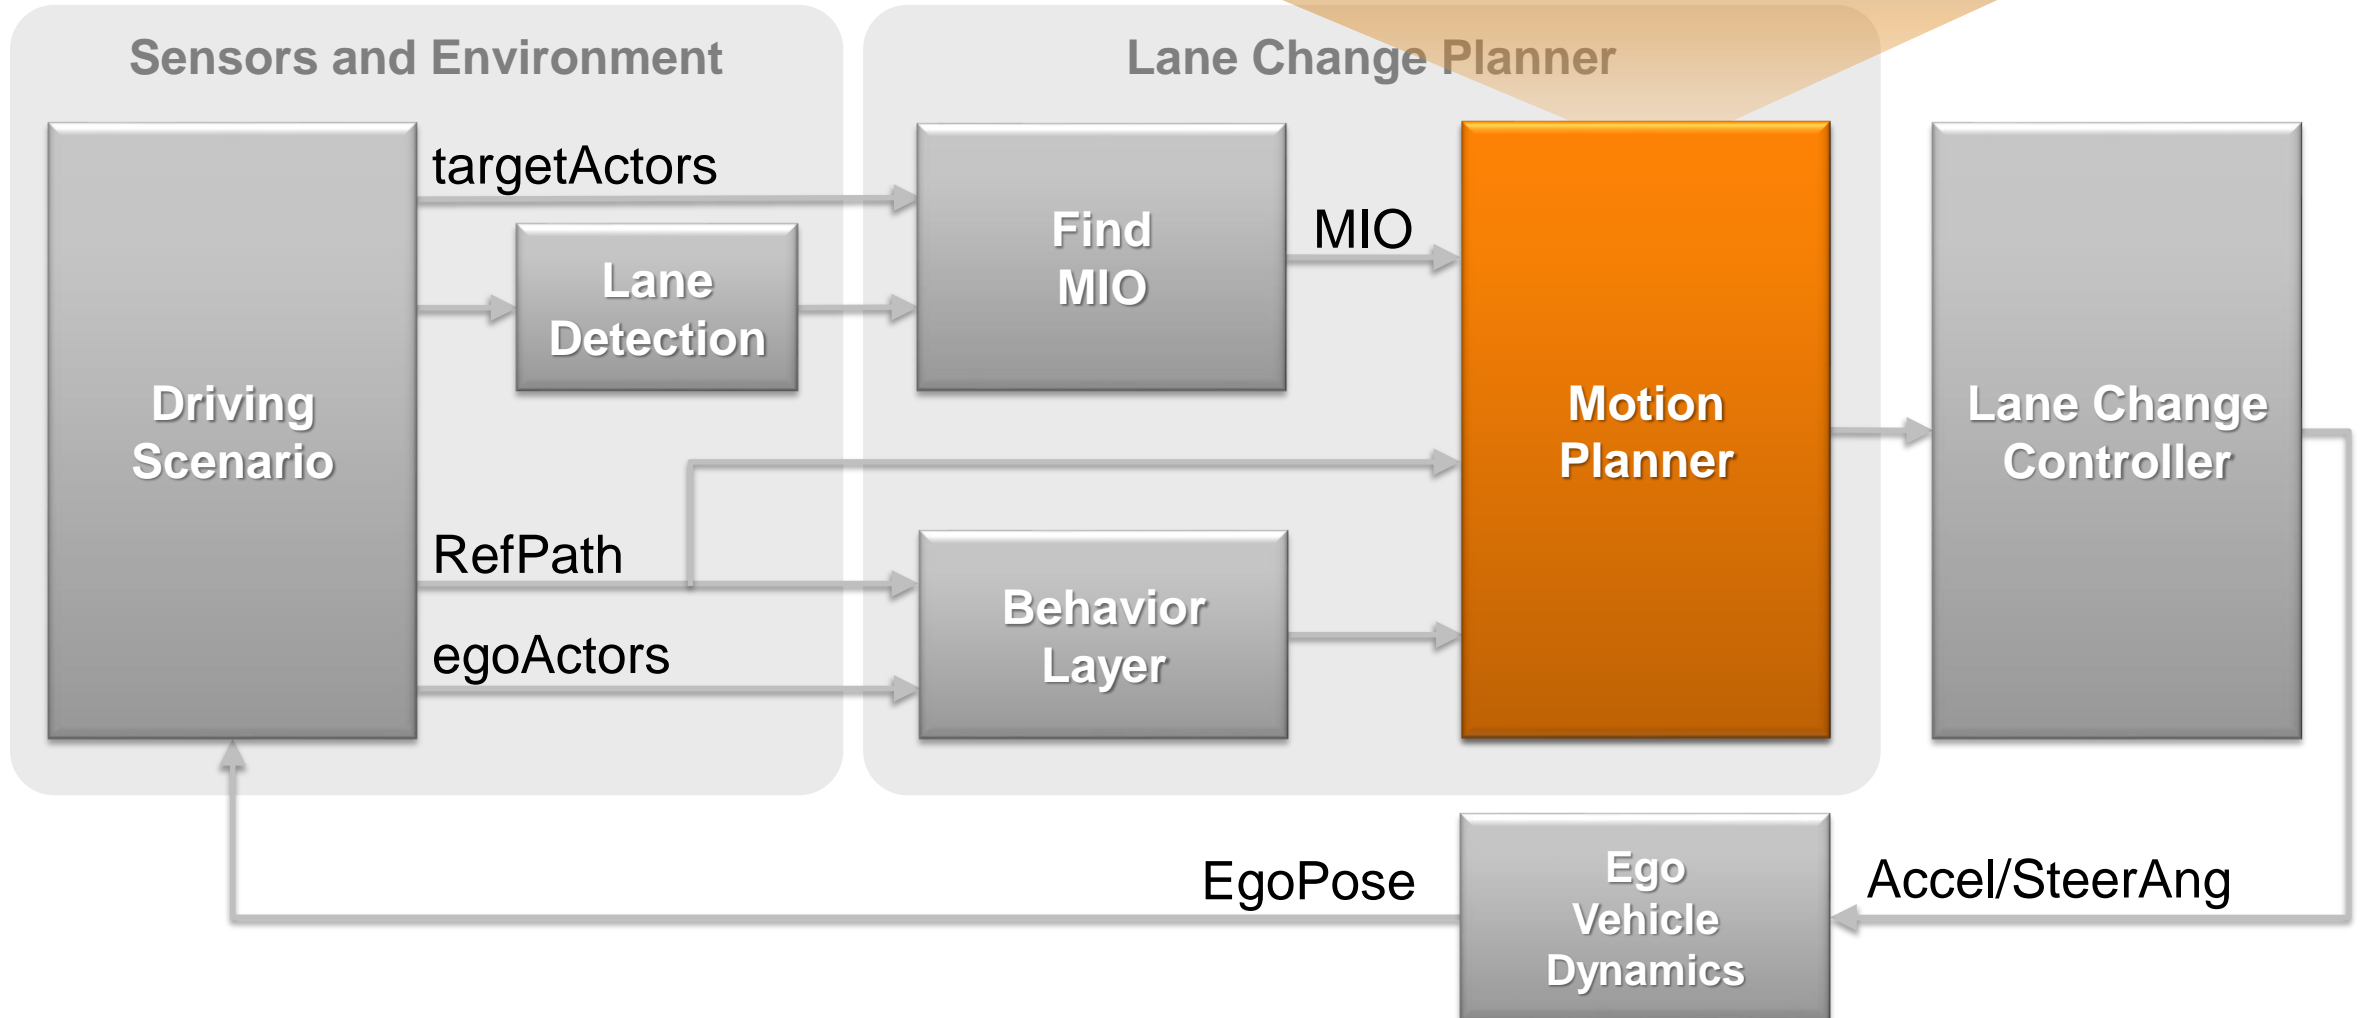 Sensors and Environment
Lane Change Planner
targetActors
Lane
Detection
Driving
Scenario
RefPath
egoActors
Find
MIO
MIO
Behavior
Layer
Motion
Planner
Lane Change
Controller
EgoPose
Ego
Vehicle
Dynamics
Accel/SteerAng